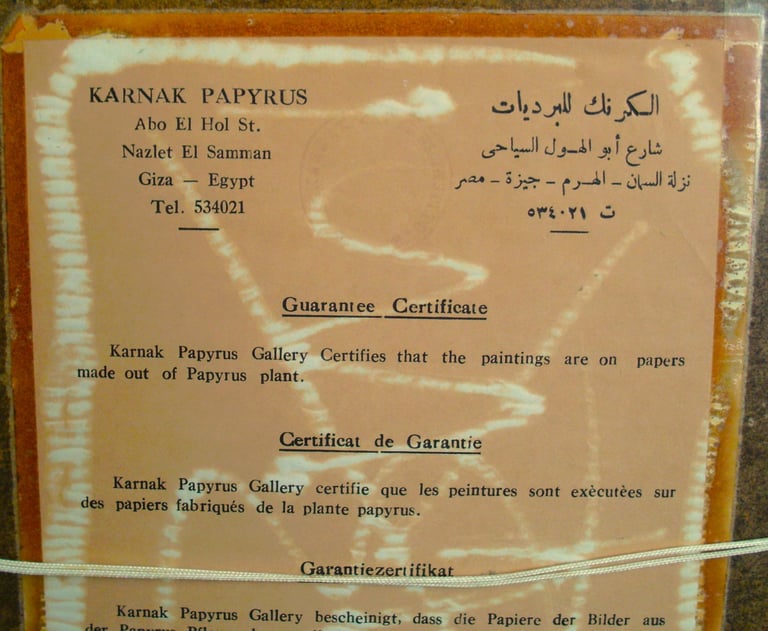 KARNAK PAPYRUS
Abo El Hol St.
Nazlet El Samman
Giza — Egypt
Tel. 534021
الكرنك للبرديات
شارع أبو الهول السياحى
نزلة السمان – الهرم – جيزة – مصر
ت ٥٣٤٠٢١
Guarantee Certificate
Karnak Papyrus Gallery Certifies that the paintings are on papers
made out of Papyrus plant.
Certificat de Garantie
Karnak Papyrus Gallery certifie que les peintures sont exècutèes sur
des papiers fabriqués de la plante papyrus.
Garantiezertifikat
Karnak Papyrus Gallery bescheinigt, dass die Papiere der Bilder aus
der Papyrus